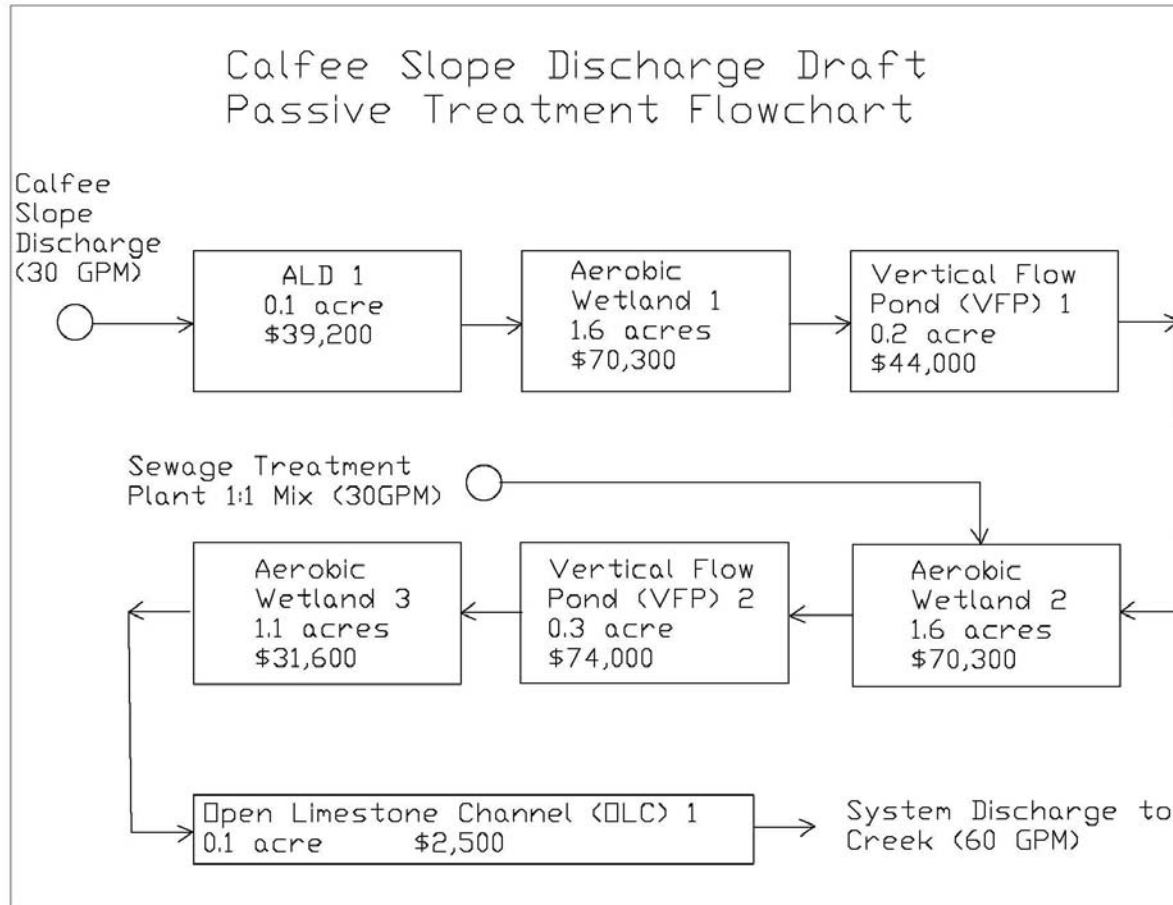 Calfee Slope Discharge Draft
Passive Treatment Flowchart
Calfee
Slope
Discharge
(30 GPM)
ALD 1
0.1 acre
$39,200
Aerobic
Wetland 1
1.6 acres
$70,300
Vertical Flow
Pond (VFP) 1
0.2 acre
$44,000
Sewage Treatment
Plant 1:1 Mix (30GPM)
Aerobic
Wetland 3
1.1 acres
$31,600
Vertical Flow
Pond (VFP) 2
0.3 acre
$74,000
Aerobic
Wetland 2
1.6 acres
$70,300
Open Limestone Channel (OLC) 1
0.1 acre $2,500
System Discharge to
Creek (60 GPM)